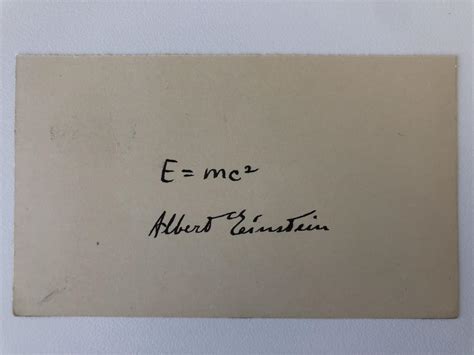 E = mc²
Albert Einstein